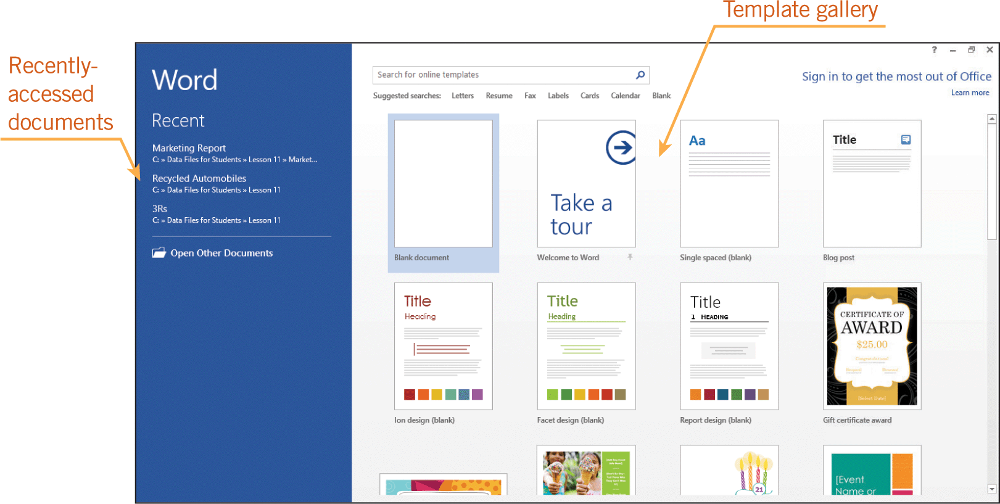 Template gallery
Recently-
accessed
documents
?
Word
Search for online templates
Sign in to get the most out of Office
Learn more
Suggested searches: Letters Resume Fax Labels Cards Calendar Blank
Recent
Marketing Report
C: » Data Files for Students » Lesson 11 » Market...
Recycled Automobiles
C: » Data Files for Students » Lesson 11
3Rs
C: » Data Files for Students » Lesson 11
Open Other Documents
Take a
tour
Aa
Title
Blank document
Welcome to Word
Single spaced (blank)
Blog post
Title
Heading
Title
Heading
Title
1 HEADING
CERTIFICATE OF
AWARD
$25.00
Congratulations!
[Select Date]
Ion design (blank)
Facet design (blank)
Report design (blank)
Gift certificate award
21
[Event
Name or